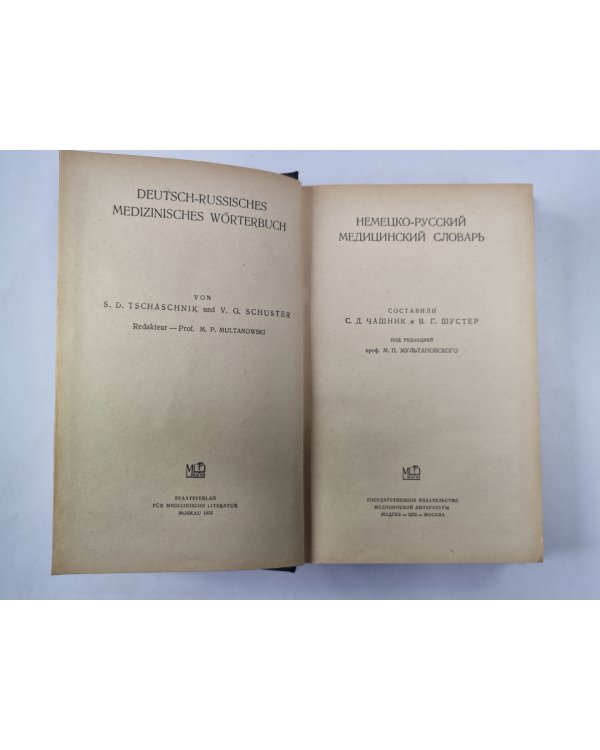 DEUTSCH-RUSSISCHES
MEDIZINISCHES WÖRTERBUCH
VON
S. D. TSCHASCHNIK und V. G. SCHUSTER
Redakteur — Prof. M. P. MULTANOWSKI
STAATSVERLAG
FÜR MEDIZINISCHE LITERATUR
MOSKAU
НЕМЕЦКО-РУССКИЙ
МЕДИЦИНСКИЙ СЛОВАРЬ
СОСТАВИЛИ
С. Д. ЧАШНИК и В. Г. ШУСТЕР
ПОД РЕДАКЦИЕЙ
проф. М. П. МУЛЬТАНОВСКОГО
ГОСУДАРСТВЕННОЕ ИЗДАТЕЛЬСТВО
МЕДИЦИНСКОЙ ЛИТЕРАТУРЫ
МЕДГИЗ — МОСКВА